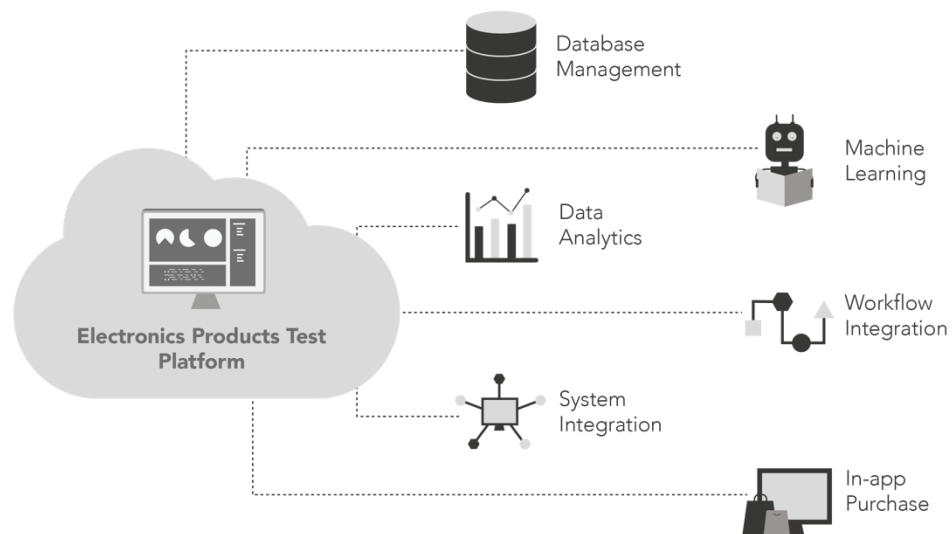 Database
Management
Machine
Learning
Data
Analytics
Electronics Products Test
Platform
Workflow
Integration
System
Integration
In-app
Purchase